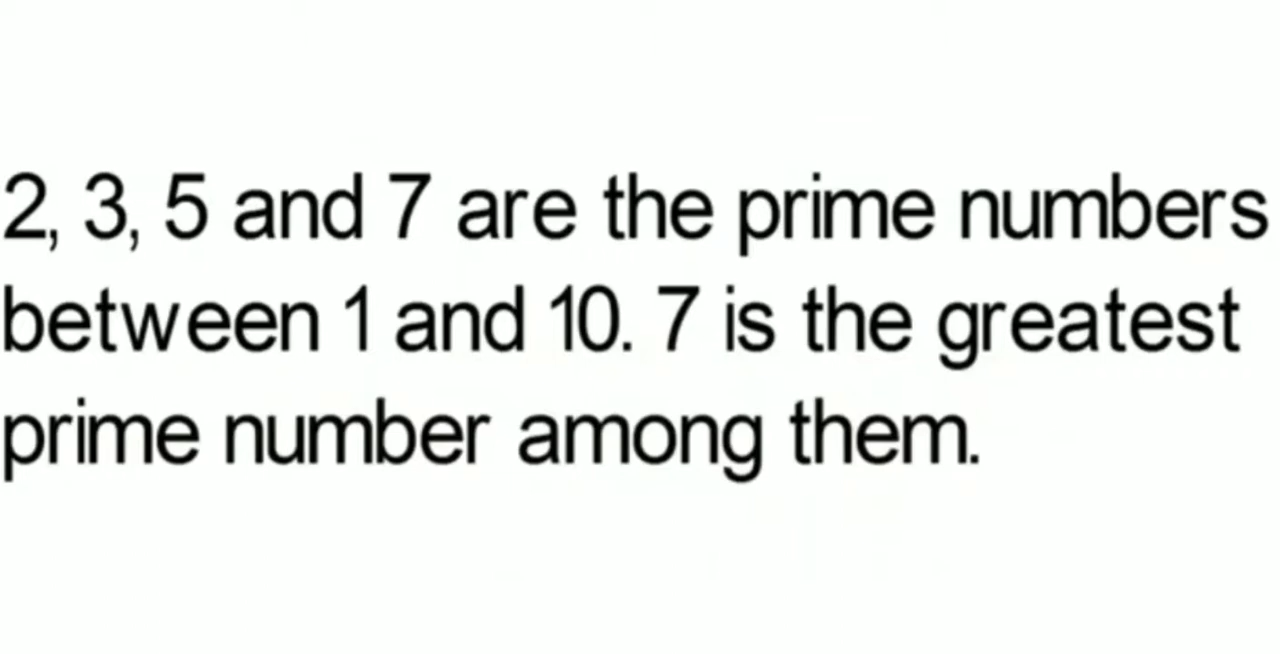 2, 3, 5 and 7 are the prime numbers
between 1 and 10. 7 is the greatest
prime number among them.